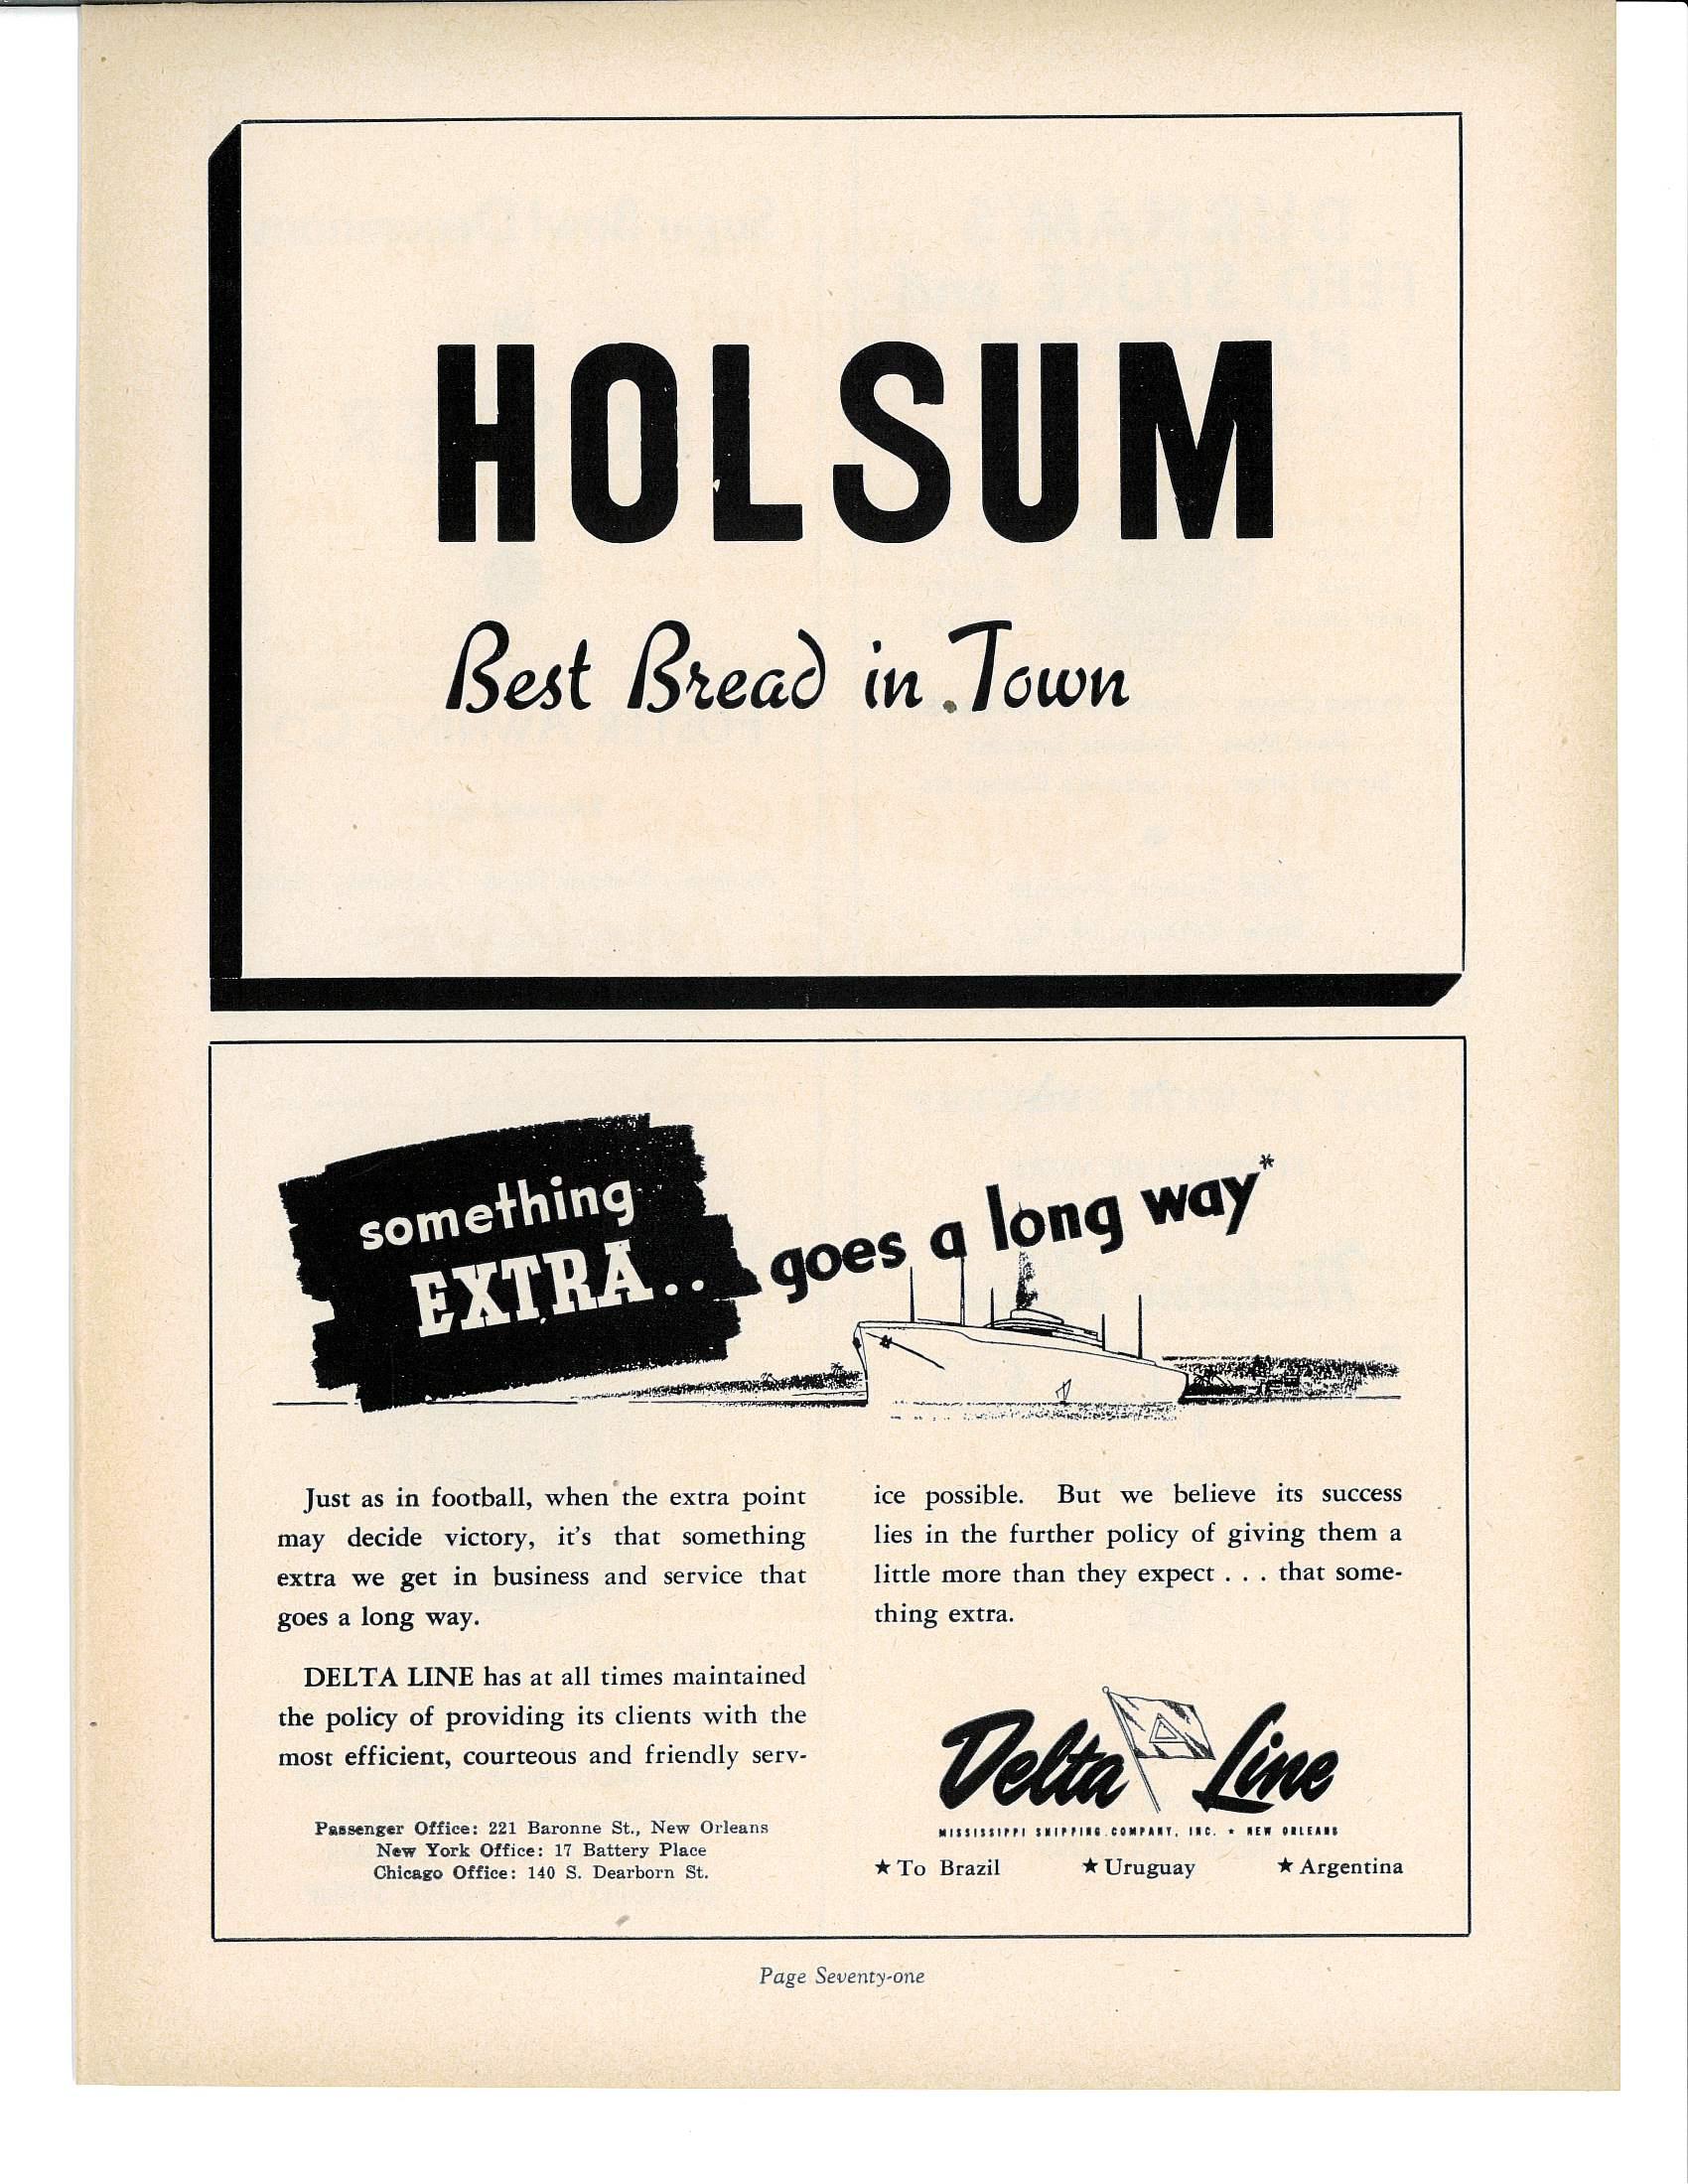 HOLSUM
Best Bread in Town
something
EXTRA.. goes a long way*
Just as in football, when the extra point
may decide victory, it's that something
extra we get in business and service that
goes a long way.
DELTA LINE has at all times maintained
the policy of providing its clients with the
most efficient, courteous and friendly serv-
ice possible. But we believe its success
lies in the further policy of giving them a
little more than they expect . . . that some-
thing extra.
Passenger Office: 221 Baronne St., New Orleans
New York Office: 17 Battery Place
Chicago Office: 140 S. Dearborn St.
Delta Line
MISSISSIPPI SHIPPING COMPANY, INC. ★ NEW ORLEANS
★ To Brazil ★ Uruguay ★ Argentina
Page Seventy-one